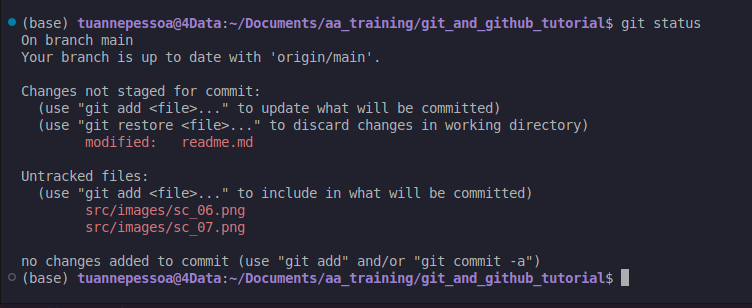 (base) tuannepessoa@4Data:~/Documents/aa_training/git_and_github_tutorial$ git status
On branch main
Your branch is up to date with 'origin/main'.
Changes not staged for commit:
(use "git add <file>..." to update what will be committed)
(use "git restore <file>..." to discard changes in working directory)
modified:   readme.md
Untracked files:
(use "git add <file>..." to include in what will be committed)
src/images/sc_06.png
src/images/sc_07.png
no changes added to commit (use "git add" and/or "git commit -a")
(base) tuannepessoa@4Data:~/Documents/aa_training/git_and_github_tutorial$